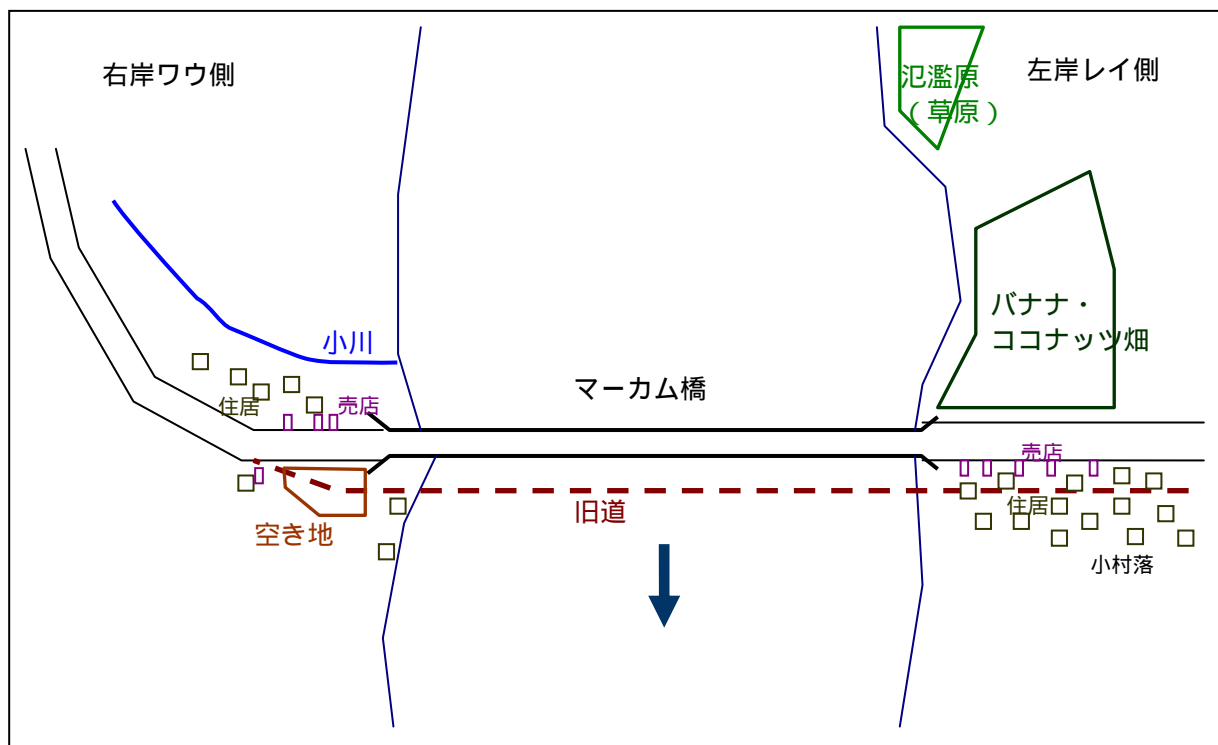 右岸ワウ側
氾濫原
（草原）
左岸レイ側
バナナ・
ココナッツ畑
小川
マーカム橋
住居
売店
売店
住居
旧道
空き地
小村落